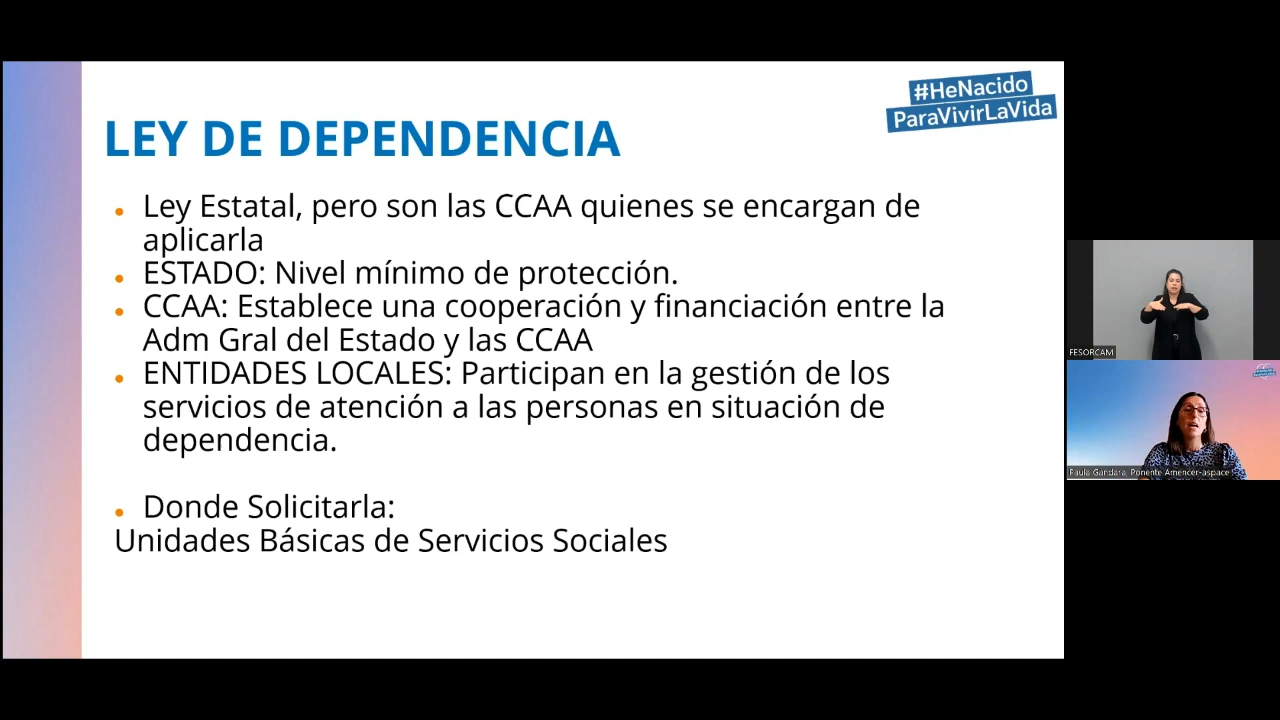 #HeNacido
ParaVivirLaVida
LEY DE DEPENDENCIA
• Ley Estatal, pero son las CCAA quienes se encargan de
aplicarla
• ESTADO: Nivel mínimo de protección.
• CCAA: Establece una cooperación y financiación entre la
Adm Gral del Estado y las CCAA
• ENTIDADES LOCALES: Participan en la gestión de los
servicios de atención a las personas en situación de
dependencia.
• Donde Solicitarla:
Unidades Básicas de Servicios Sociales
FESORCAM
Paula Gandara, Ponente Amencer-aspace